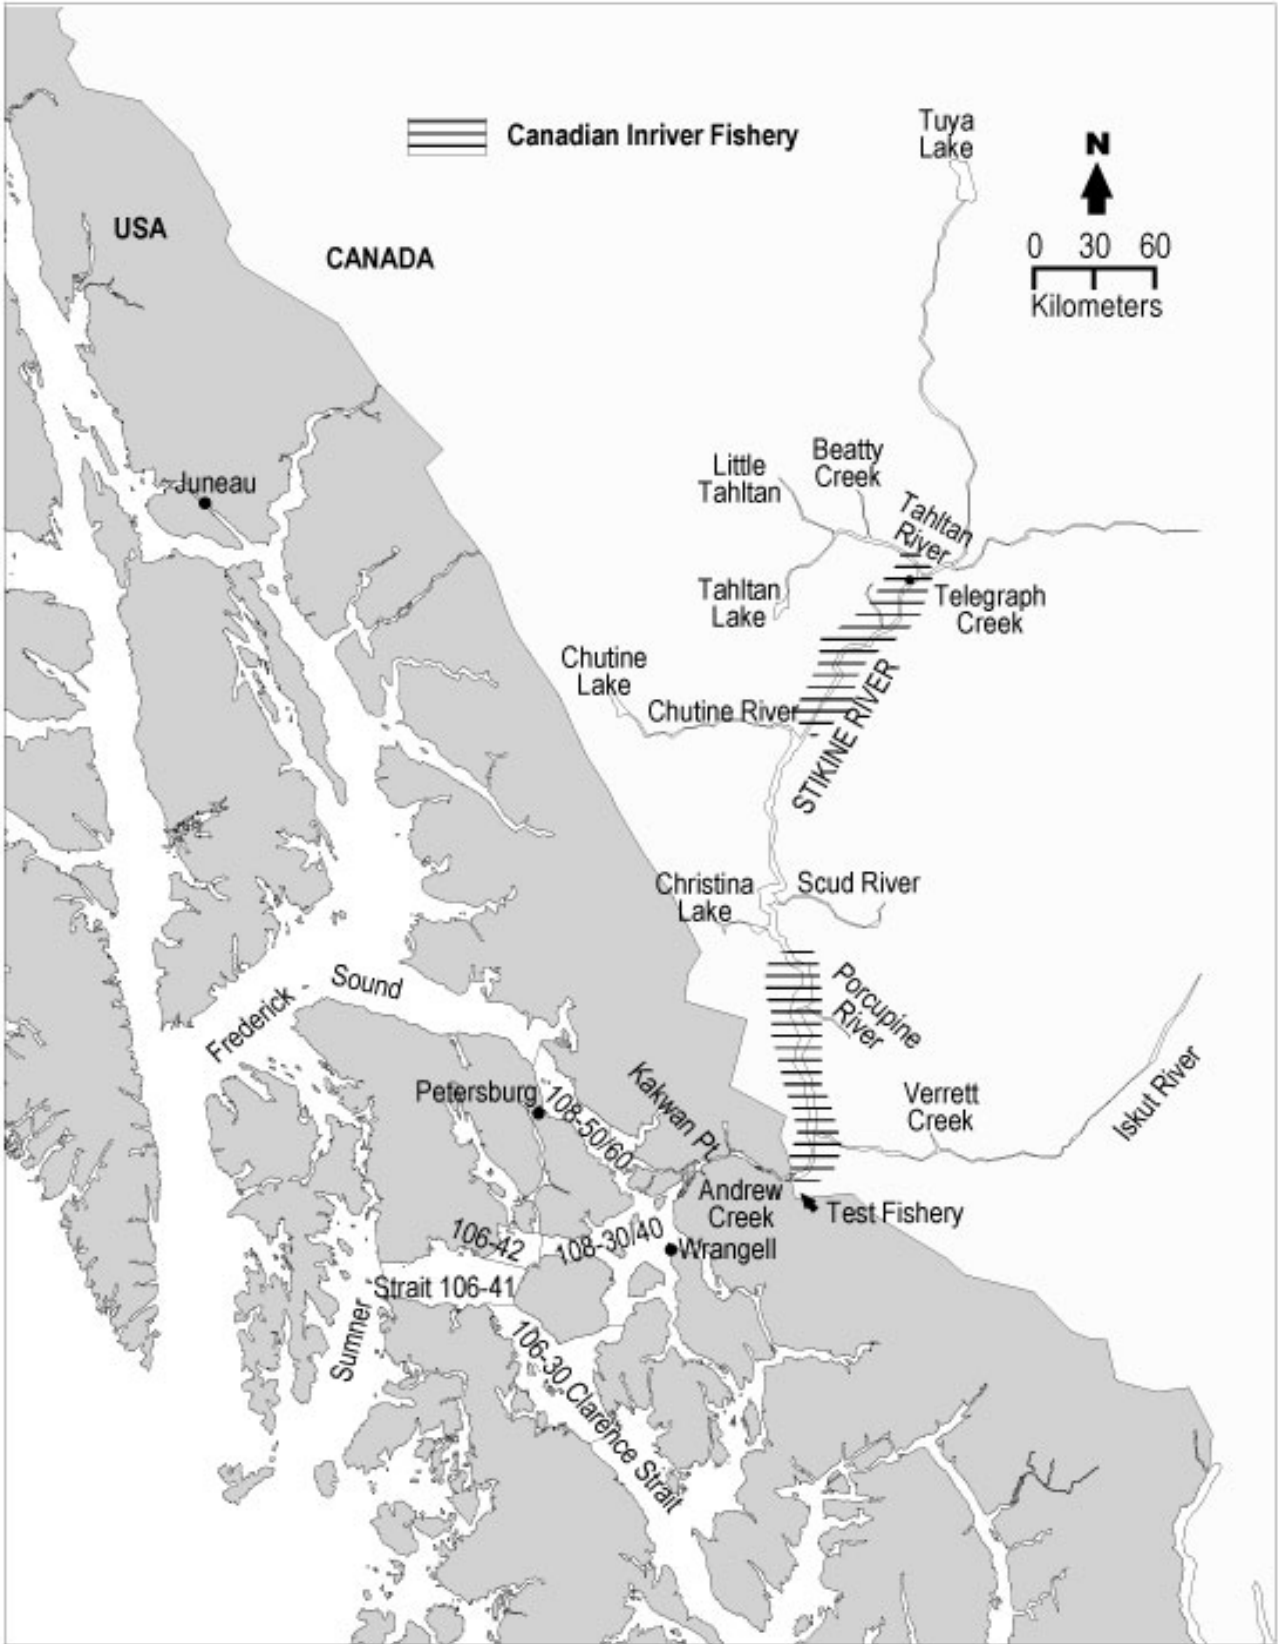 Tuya
Lake
Canadian Inriver Fishery
N
USA
CANADA
0 30 60
Kilometers
Beatty
Creek
Little
Tahltan
Juneau
Tahltan
River
Tahltan
Lake
Telegraph
Creek
Chutine
Lake
Chutine River
STIKINE RIVER
Christina
Lake
Scud River
Sound
Frederick
Porcupine
River
Petersburg
108-50/60
Kakwan Pt.
Verrett
Creek
Iskut River
Andrew
Creek
Test Fishery
106-42
108-30/40
Wrangell
Strait 106-41
Sumner
106-30 Clarence Strait